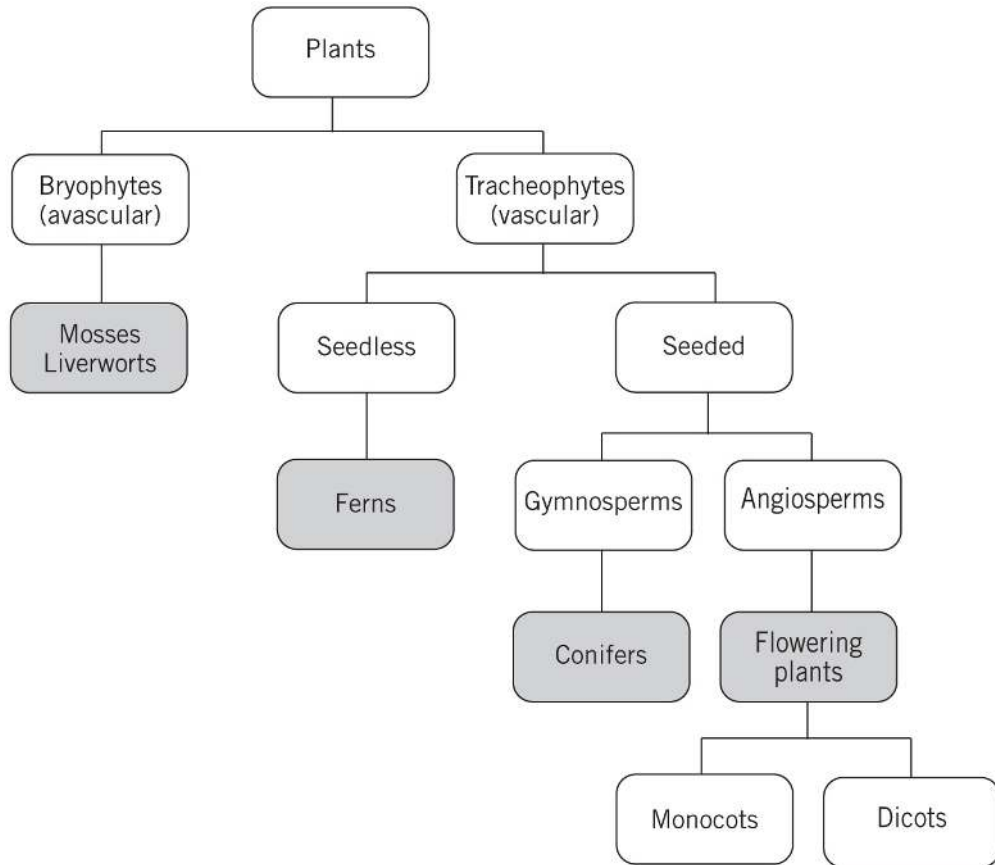 Plants
Bryophytes
(avascular)
Tracheophytes
(vascular)
Mosses
Liverworts
Seedless
Seeded
Ferns
Gymnosperms
Angiosperms
Conifers
Flowering
plants
Monocots
Dicots